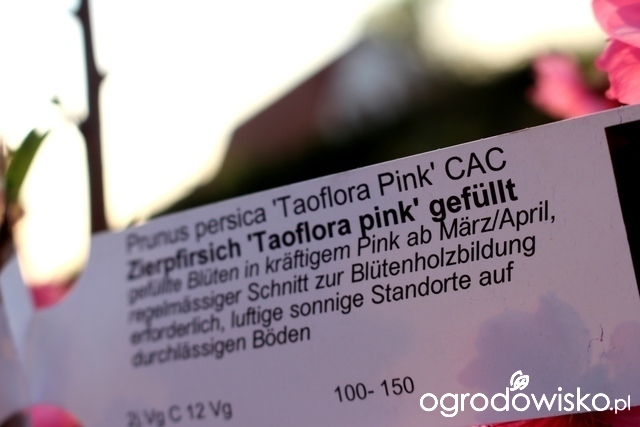 Prunus persica 'Taoflora Pink' CAC
Zierpfirsich 'Taoflora pink' gefüllt
gefüllte Blüten in kräftigem Pink ab März/April,
regelmässiger Schnitt zur Blütenholzbildung
erforderlich, luftige sonnige Standorte auf
durchlässigen Böden
100- 150
2j Vg C 12 Vg
ogrodowisko.pl